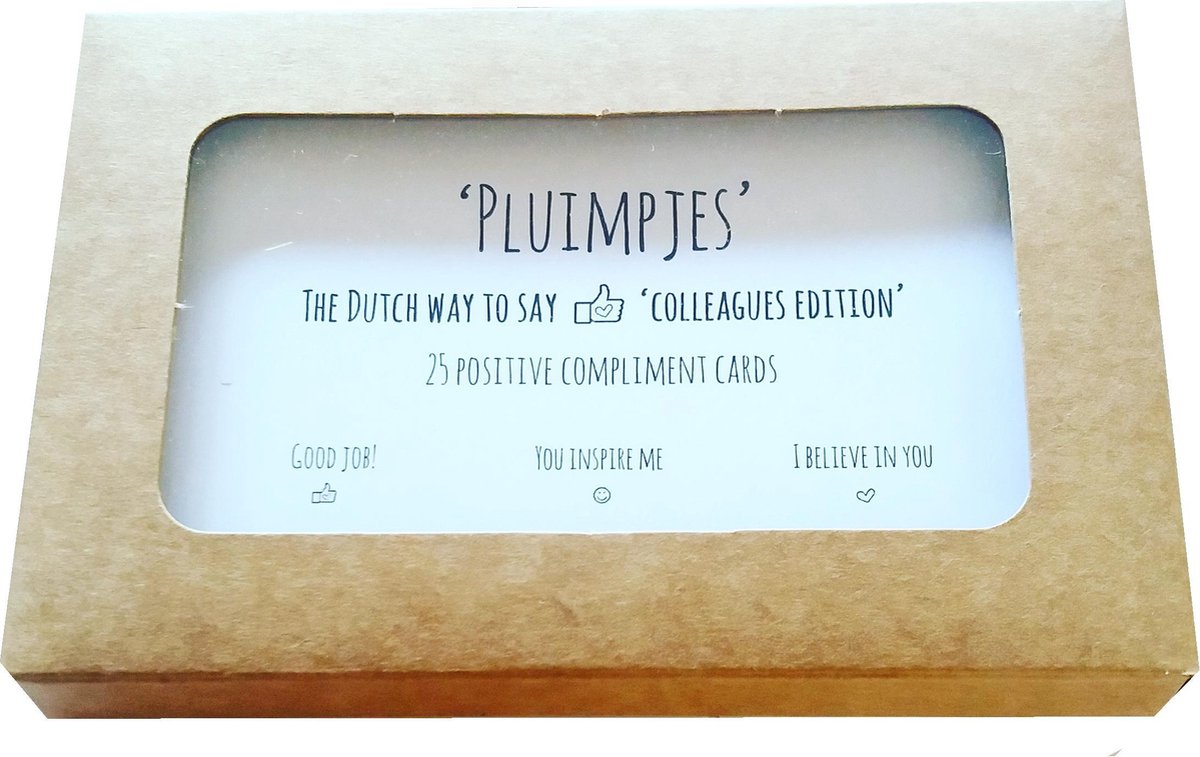 ‘Pluimpjes’
The Dutch way to say ‘colleagues edition’
25 positive compliment cards
Good job! You inspire me I believe in you